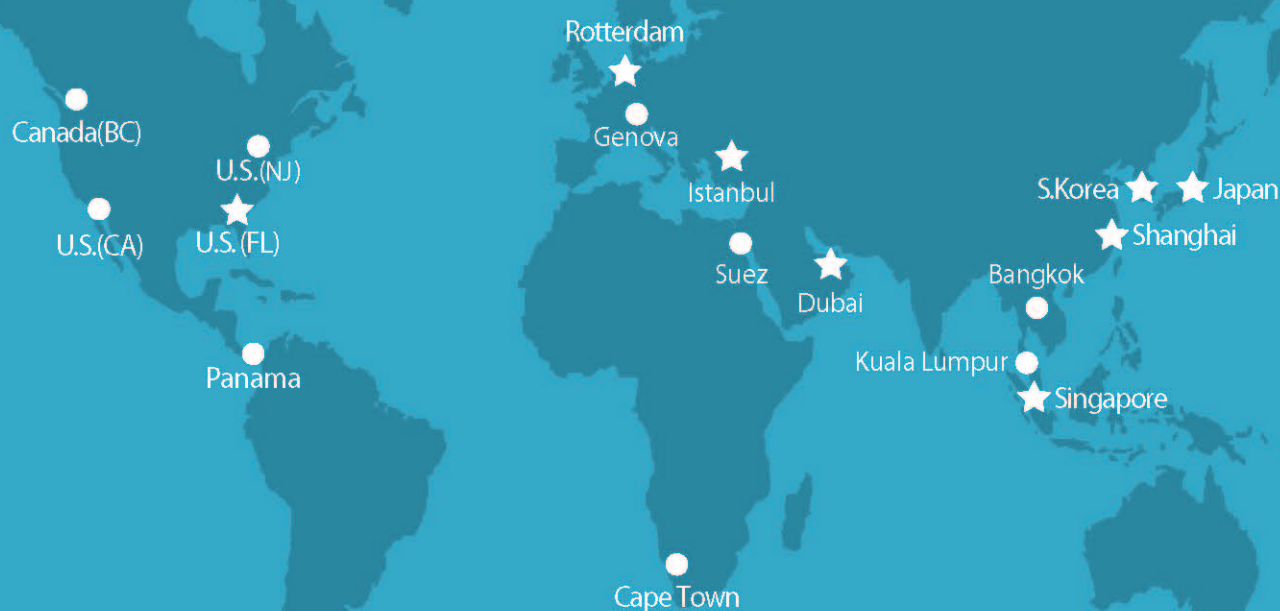 Rotterdam
Canada(BC)
Genova
U.S.(NJ)
Istanbul
S.Korea
Japan
U.S.(CA)
U.S.(FL)
Shanghai
Suez
Dubai
Bangkok
Kuala Lumpur
Panama
Singapore
Cape Town